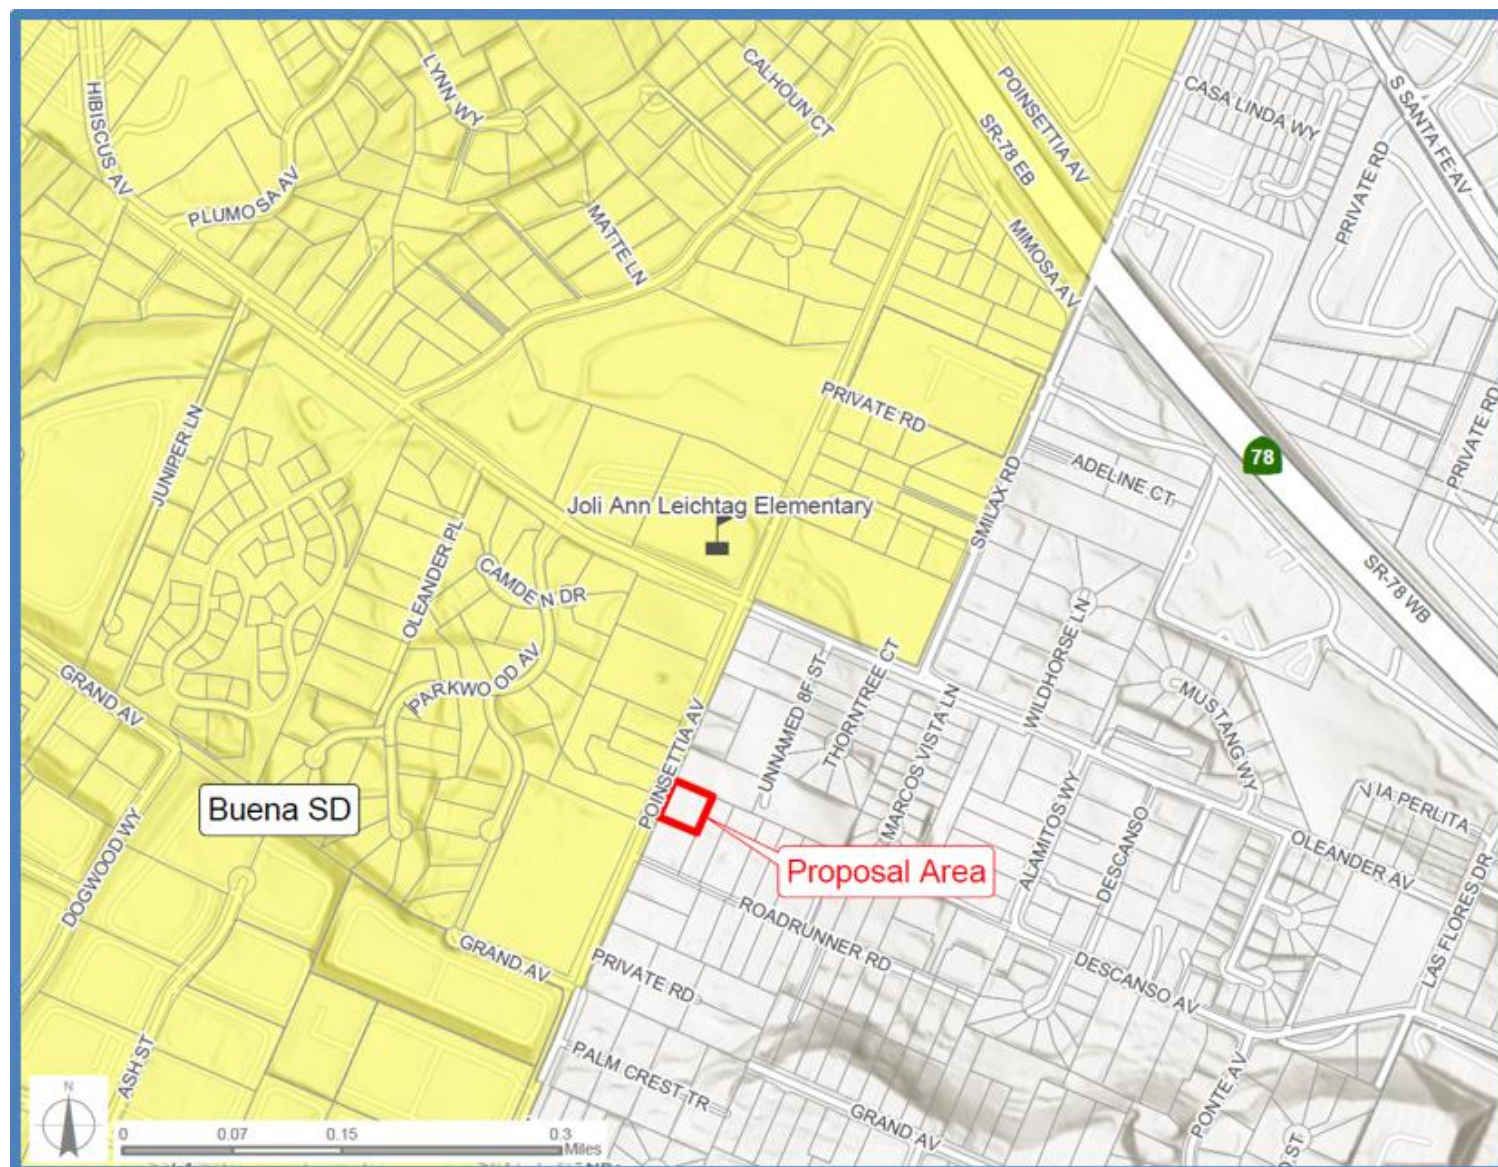 HIBISCUS AV
LYNN WY
CALHOUN CT
POINSETTIA AV
SR-78 EB
CASA LINDA WY
S SANTA FE AV
PRIVATE RD
PLUMOSA AV
MATTE LN
MIMOSA AV
PRIVATE RD
PRIVATE RD
JUNIPER LN
78
ADELINE CT
SMILAX RD
Joli Ann Leichtag Elementary
OLEANDER PL
CAMDEN DR
SR-78 WB
WILDHORSE LN
PARKWOOD AV
GRAND AV
UNNAMED 8F ST
THORNTREE CT
MARCOS VISTA LN
MUSTANG WY
POINSETTIA AV
Buena SD
VIA PERLITA
OLEANDER AV
DOGWOOD WY
Proposal Area
ALAMITOS WY
DESCANSO
LAS FLORES DR
ROADRUNNER RD
GRAND AV
PRIVATE RD
DESCANSO AV
ASH ST
PALM CREST TR
GRAND AV
PONTE AV
N
0 0.07 0.15 0.3
Miles